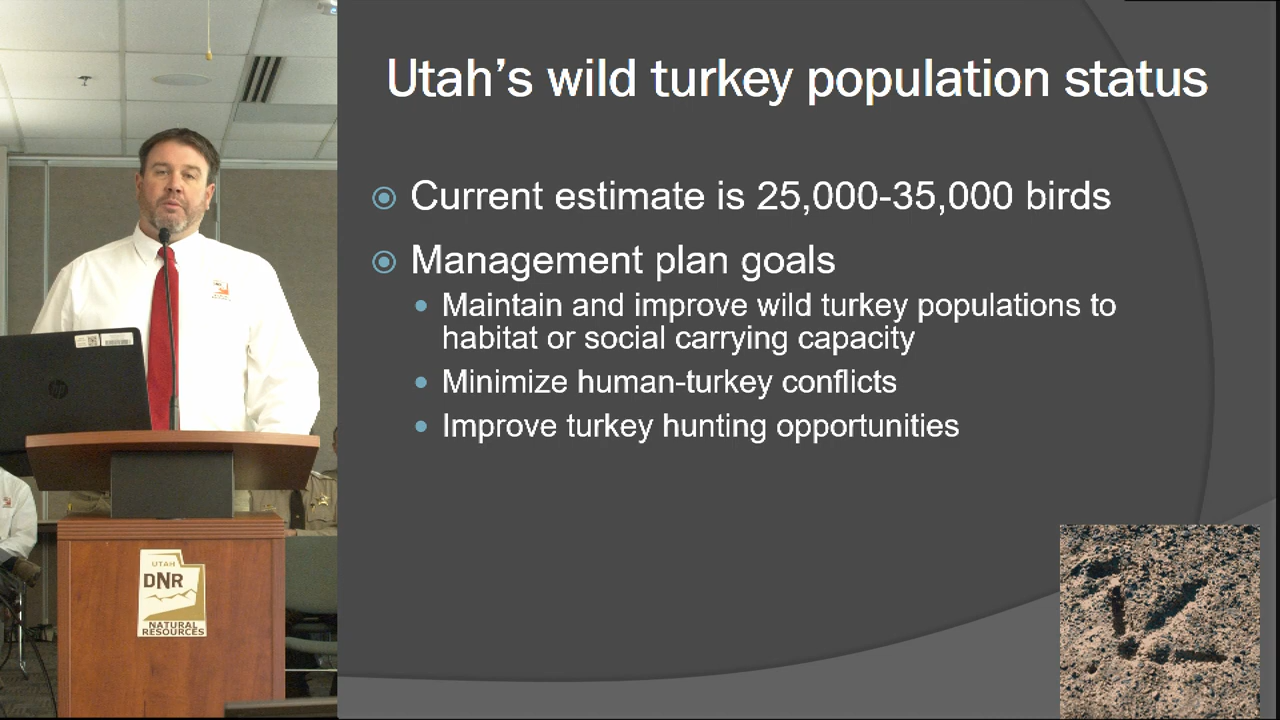 Utah's wild turkey population status
Current estimate is 25,000-35,000 birds
Management plan goals
Maintain and improve wild turkey populations to
habitat or social carrying capacity
Minimize human-turkey conflicts
Improve turkey hunting opportunities
hp
UTAH
DNR
NATURAL
RESOURCES